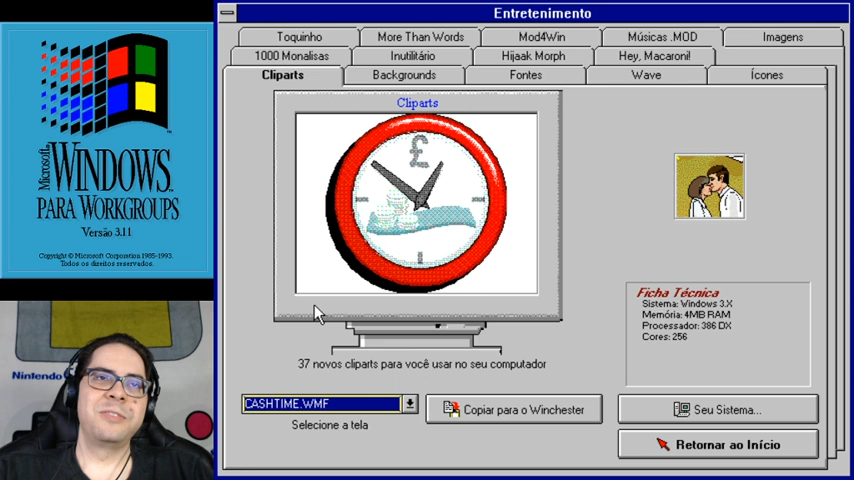 Microsoft®
WINDOWS™
PARA WORKGROUPS
Versão 3.11
Copyright © Microsoft Corporation 1985-1993.
Todos os direitos reservados.
Nintendo
Entretenimento
Toquinho
More Than Words
Mod4Win
Músicas .MOD
Imagens
1000 Monalisas
Inutilitário
Hijaak Morph
Hey, Macaroni!
Cliparts
Backgrounds
Fontes
Wave
Ícones
Cliparts
£
37 novos cliparts para você usar no seu computador
CASHTIME.WMF
Selecione a tela
Copiar para o Winchester
Ficha Técnica
Sistema: Windows 3.X
Memória: 4MB RAM
Processador: 386 DX
Cores: 256
Seu Sistema...
Retornar ao Início